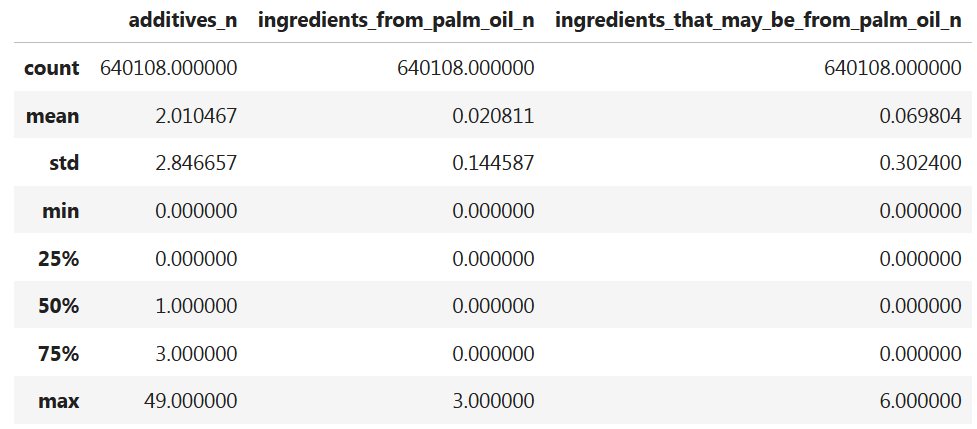 additives_n ingredients_from_palm_oil_n ingredients_that_may_be_from_palm_oil_n
count 640108.000000 640108.000000 640108.000000
mean 2.010467 0.020811 0.069804
std 2.846657 0.144587 0.302400
min 0.000000 0.000000 0.000000
25% 0.000000 0.000000 0.000000
50% 1.000000 0.000000 0.000000
75% 3.000000 0.000000 0.000000
max 49.000000 3.000000 6.000000